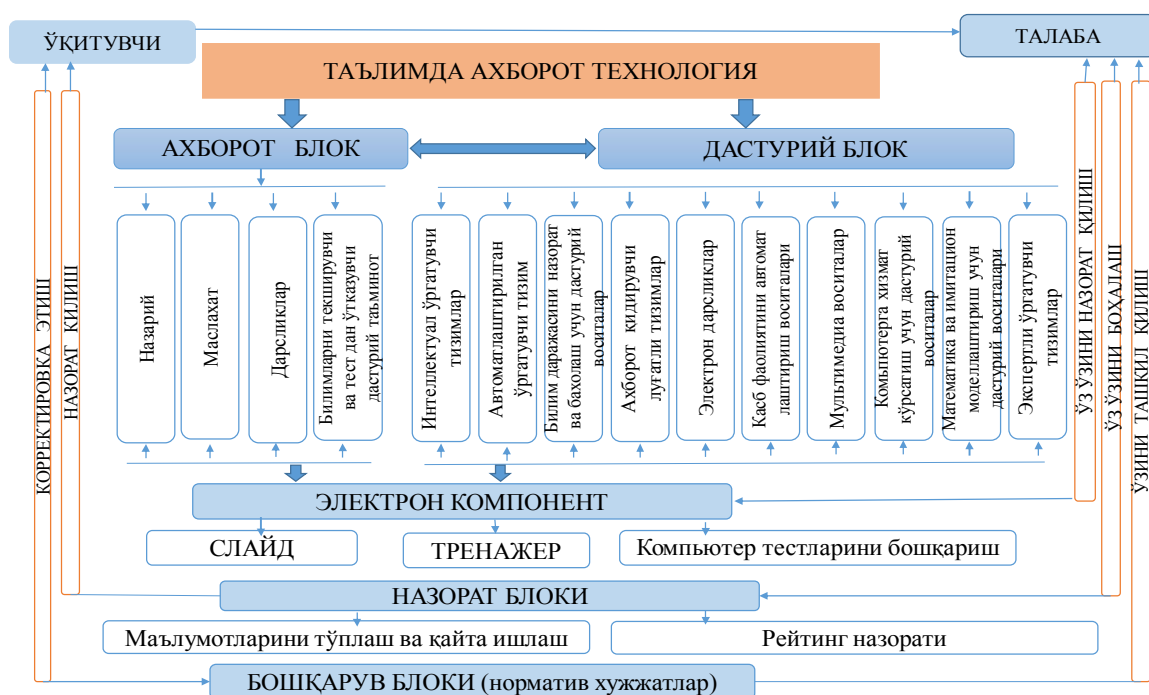 ЎҚИТУВЧИ
ТАЛАБА
ТАЪЛИМДА АХБОРОТ ТЕХНОЛОГИЯ
АХБОРОТ БЛОК
ДАСТУРИЙ БЛОК
КОРРЕКТИРОВКА ЭТИШ
НАЗОРАТ КИЛИШ
Назарий
Маслахат
Дарсликлар
Билимларни текширувчи
ва тест дан ўтказувчи
дастурий таьминот
Интеллектуал ўргатувчи
тизимлар
Автоматлаштирилган
ўргатувчи тизим
Билим даражасини назорат
ва бахолаш учун дастурий
воситалар
Ахборот қидирувчи
луғатли тизимлар
Электрон дарсликлар
Касб фаолиятини автомат
лаштириш воситалари
Мультимедиа воситалар
Комьпютерга хизмат
кўрсатиш учун дастурий
воситалар
Математика ва имитацион
моделлаштириш учун
дастурий воситалари
Экспертли ўргатувчи
тизимлар
ЎЗ ЎЗИНИ НАЗОРАТ ҚИЛИШ
ЎЗ ЎЗИНИ БОҲАЛАШ
ЎЗИНИ ТАШКИЛ ҚИЛИШ
ЭЛЕКТРОН КОМПОНЕНТ
СЛАЙД
ТРЕНАЖЕР
Компьютер тестларини бошқариш
НАЗОРАТ БЛОКИ
Маълумотларини тўплаш ва қайта ишлаш
Рейтинг назорати
БОШҚАРУВ БЛОКИ (норматив хужжатлар)